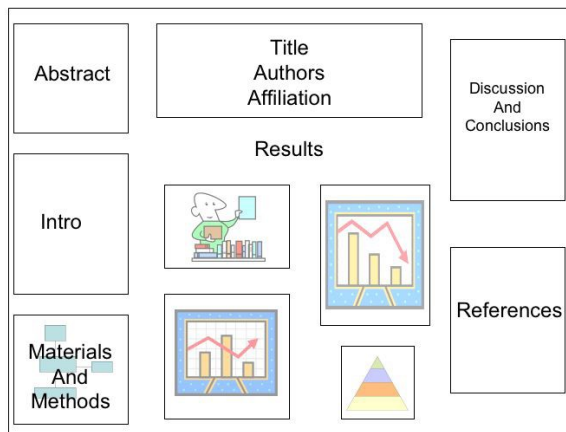 Abstract
Title
Authors
Affiliation
Discussion
And
Conclusions
Results
Intro
References
Materials
And
Methods